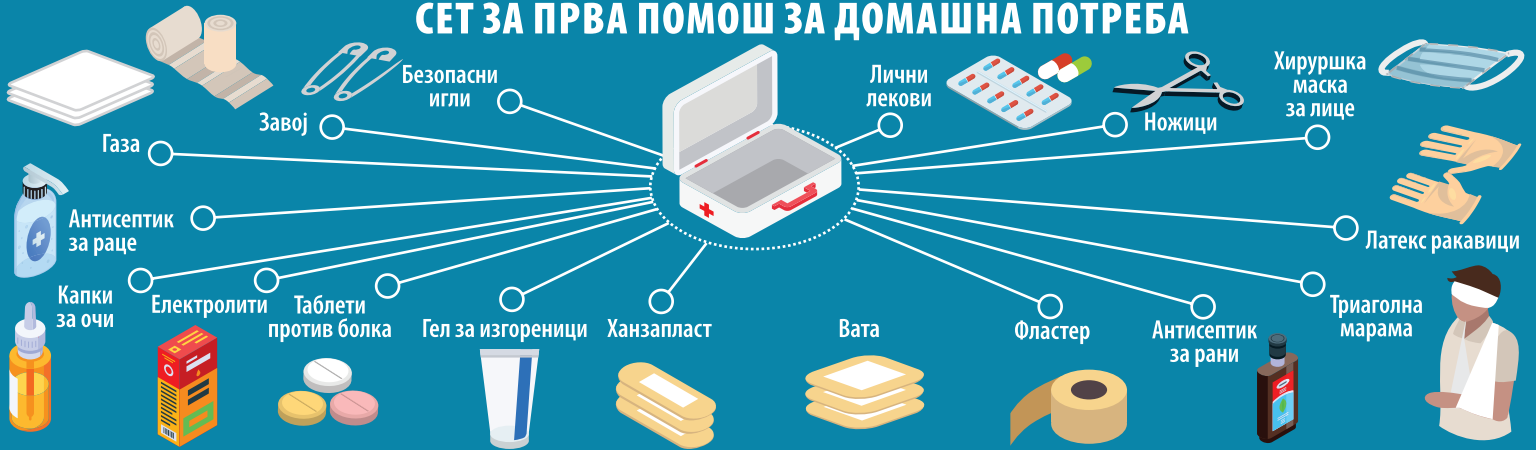 СЕТ ЗА ПРВА ПОМОШ ЗА ДОМАШНА ПОТРЕБА
Безопасни
игли
Завој
Газа
Антисептик
за раце
Капки
за очи
Електролити
Таблети
против болка
Гел за изгореници
Ханзапласт
Вата
Фластер
Антисептик
за рани
Триаголна
марама
Латекс ракавици
Хируршка
маска
за лице
Ножици
Лични
лекови